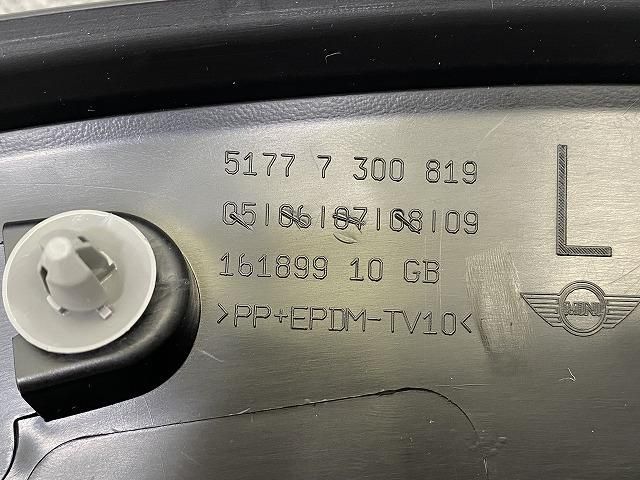 5177 7 300 819
05|06|07|08|09
161899 10 GB
>PP+EPDM-TV10<
L
MINI